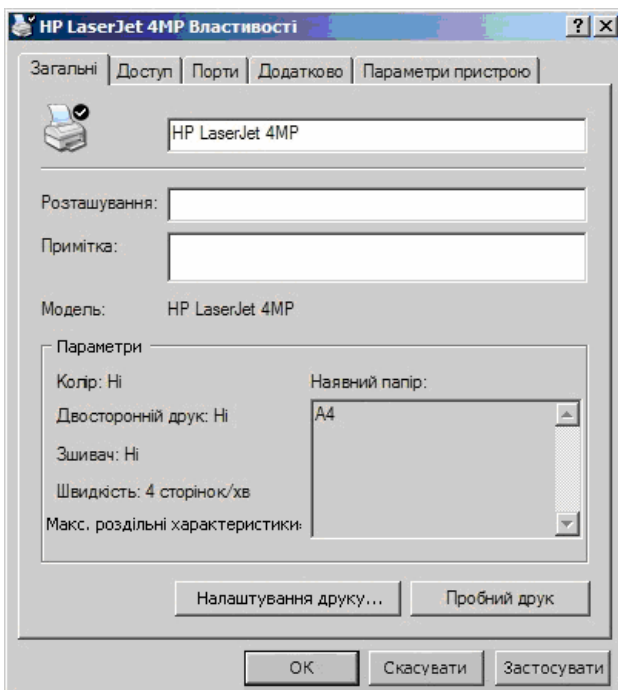 HP LaserJet 4MP Властивості
Загальні Доступ Порти Додатково Параметри пристрою
HP LaserJet 4MP
Розташування:
Примітка:
Модель: HP LaserJet 4MP
Параметри
Колір: Ні Наявний папір:
Двосторонній друк: Ні A4
Зшивач: Ні
Швидкість: 4 сторінок/хв
Макс. роздільні характеристики:
Налаштування друку... Пробний друк
OK Скасувати Застосувати